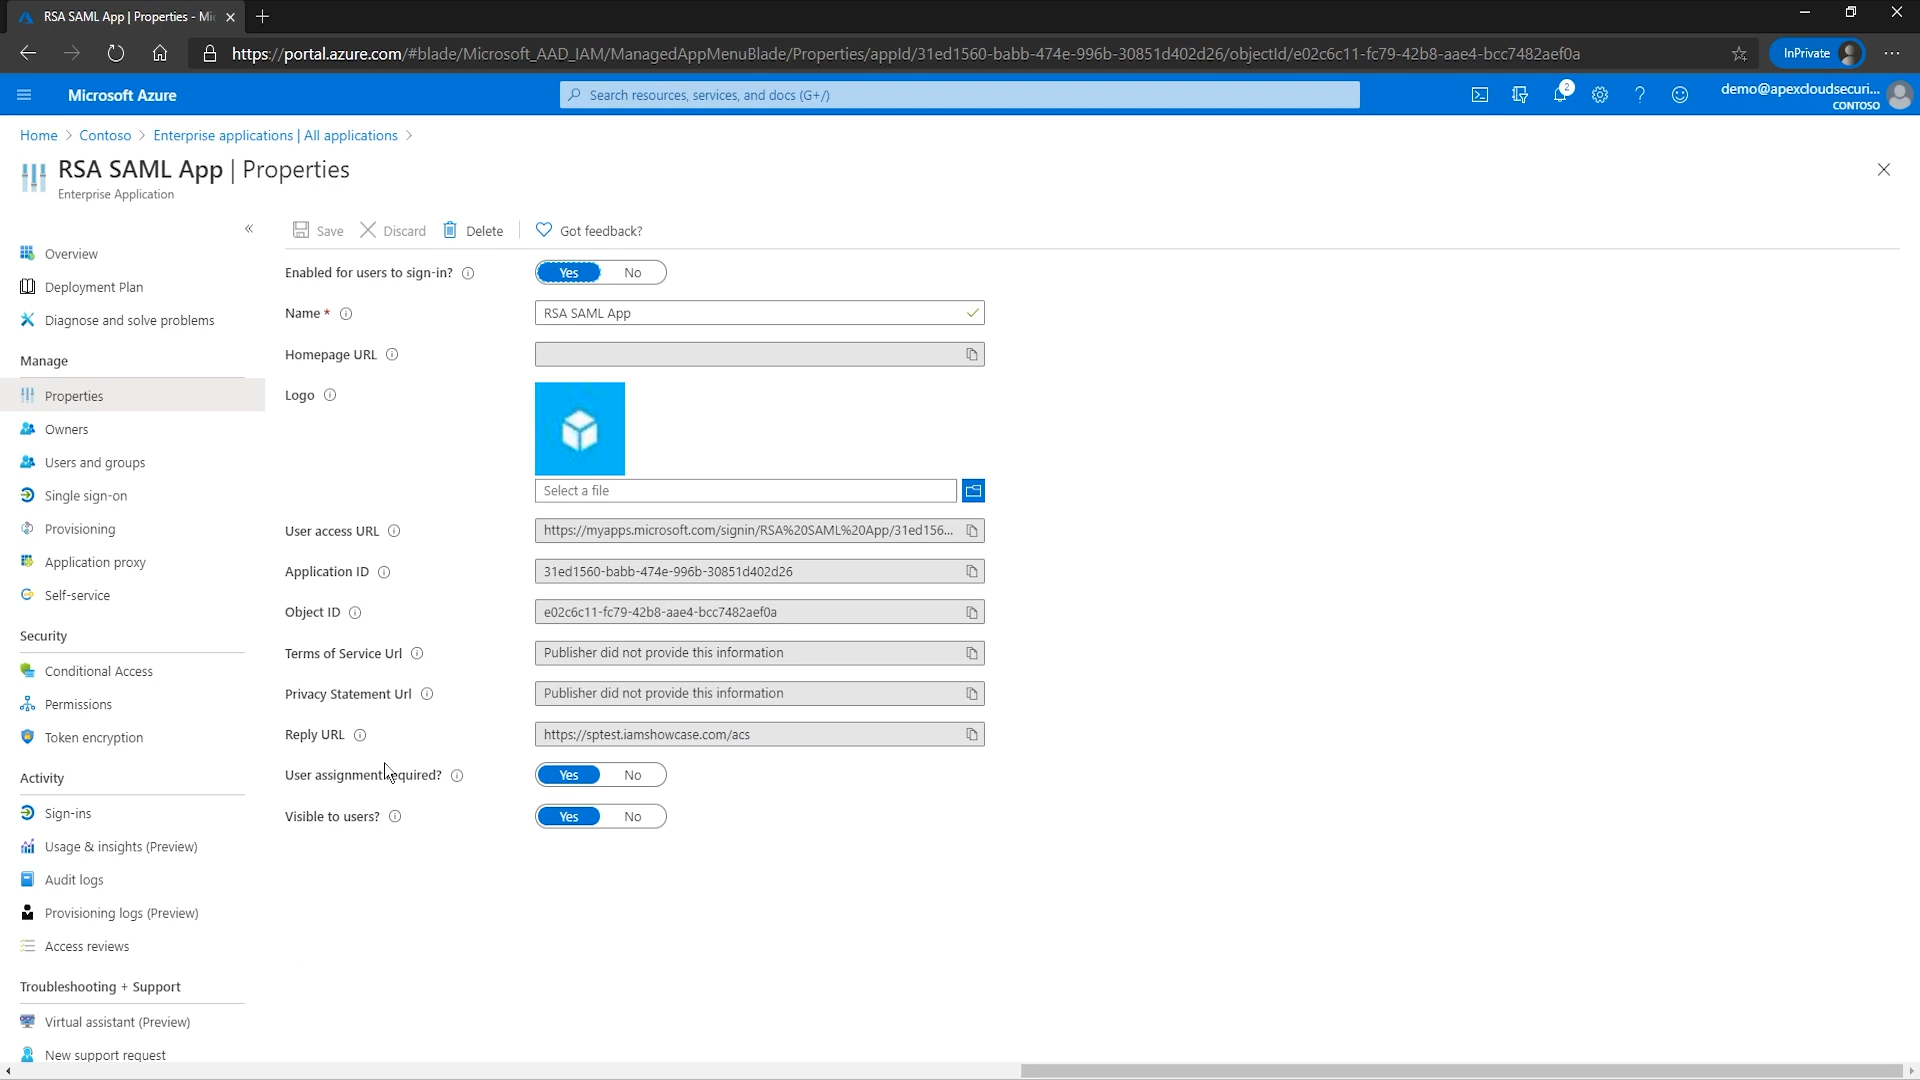 RSA SAML App | Properties - Mi
https://portal.azure.com/#blade/Microsoft_AAD_IAM/ManagedAppMenuBlade/Properties/appId/31ed1560-babb-474e-996b-30851d402d26/objectId/e02c6c11-fc79-42b8-aae4-bcc7482aef0a
InPrivate
Microsoft Azure
Search resources, services, and docs (G+/)
2
demo@apexcloudsecuri...
CONTOSO
Home > Contoso > Enterprise applications | All applications >
RSA SAML App | Properties
Enterprise Application
Save Discard Delete Got feedback?
Overview
Deployment Plan
Diagnose and solve problems
Manage
Properties
Owners
Users and groups
Single sign-on
Provisioning
Application proxy
Self-service
Security
Conditional Access
Permissions
Token encryption
Activity
Sign-ins
Usage & insights (Preview)
Audit logs
Provisioning logs (Preview)
Access reviews
Troubleshooting + Support
Virtual assistant (Preview)
New support request
Enabled for users to sign-in? Yes No
Name * RSA SAML App
Homepage URL
Logo
Select a file
User access URL https://myapps.microsoft.com/signin/RSA%20SAML%20App/31ed156...
Application ID 31ed1560-babb-474e-996b-30851d402d26
Object ID e02c6c11-fc79-42b8-aae4-bcc7482aef0a
Terms of Service Url Publisher did not provide this information
Privacy Statement Url Publisher did not provide this information
Reply URL https://sptest.iamshowcase.com/acs
User assignment required? Yes No
Visible to users? Yes No